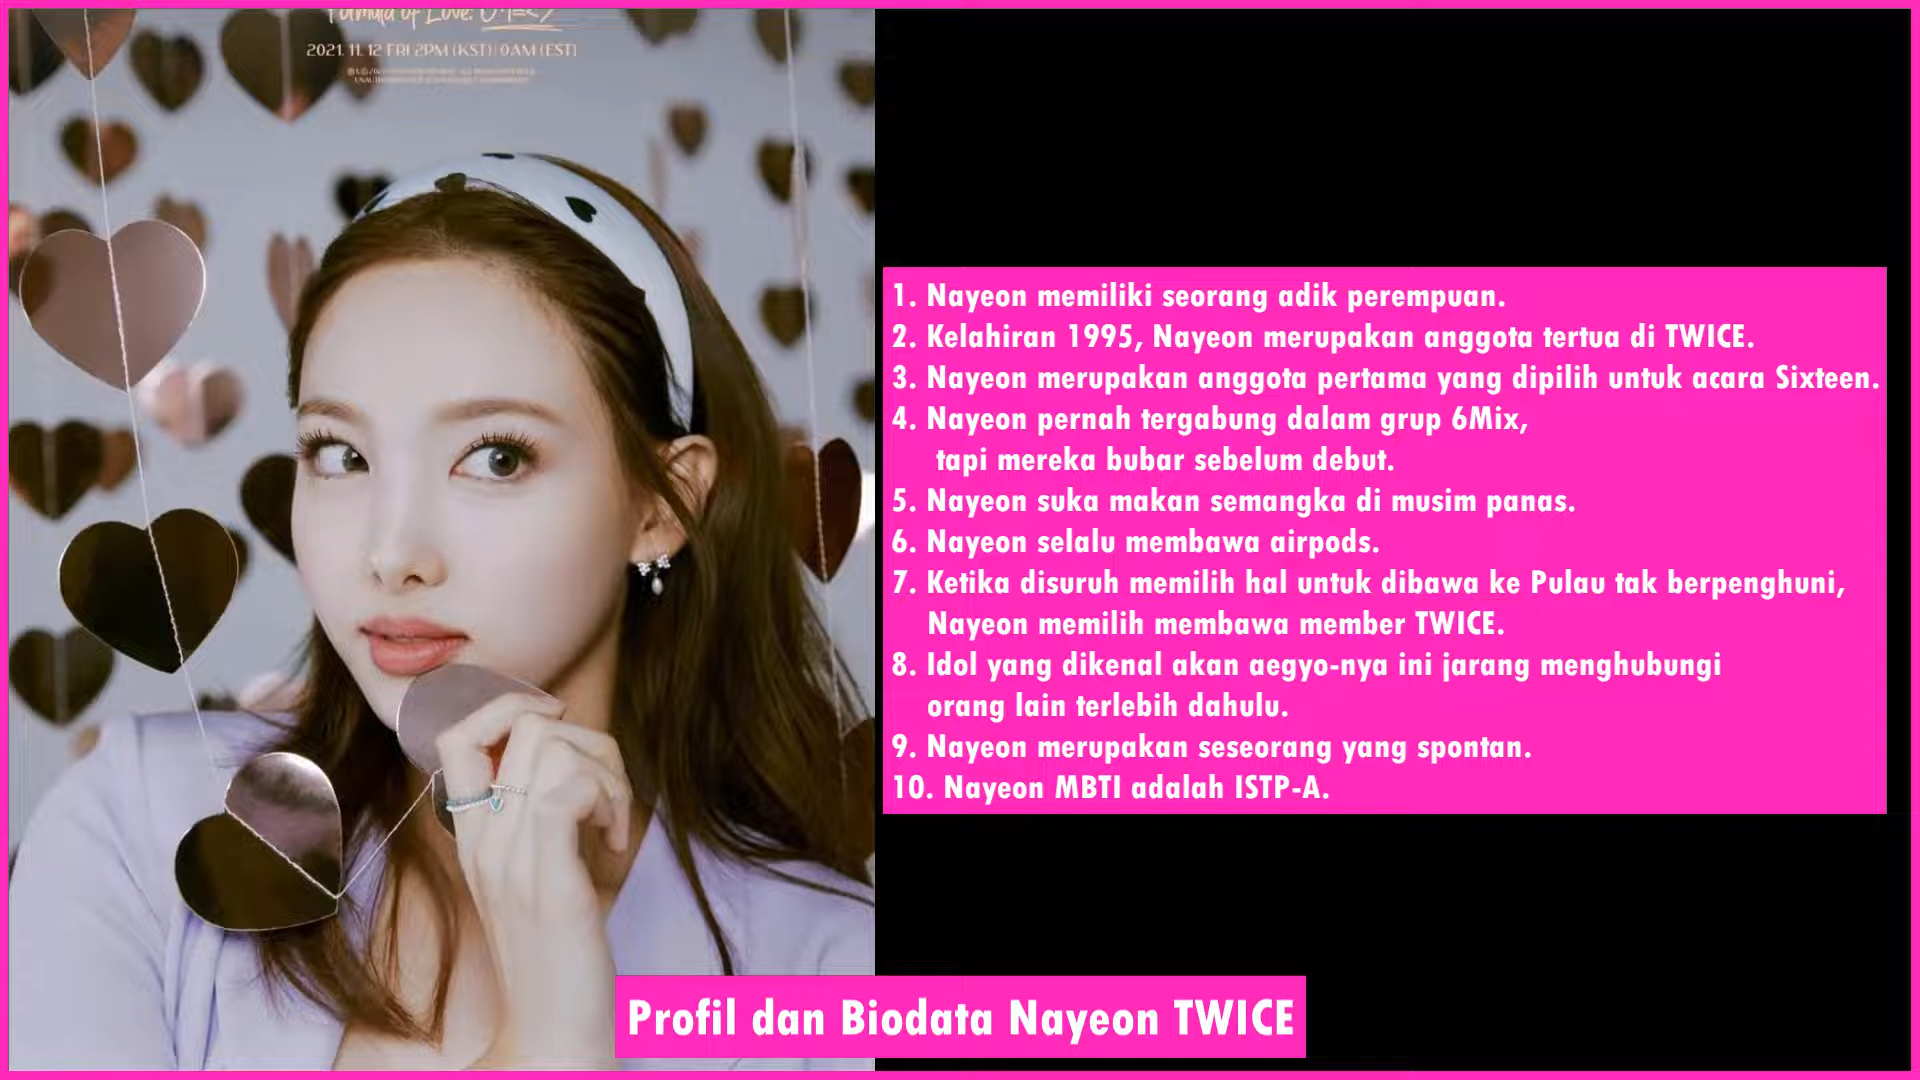 Formula of Love: O+T=<3
2021. 11. 12 FRI 2PM (KST) 0AM (EST)
1. Nayeon memiliki seorang adik perempuan.
2. Kelahiran 1995, Nayeon merupakan anggota tertua di TWICE.
3. Nayeon merupakan anggota pertama yang dipilih untuk acara Sixteen.
4. Nayeon pernah tergabung dalam grup 6Mix,
tapi mereka bubar sebelum debut.
5. Nayeon suka makan semangka di musim panas.
6. Nayeon selalu membawa airpods.
7. Ketika disuruh memilih hal untuk dibawa ke Pulau tak berpenghuni,
Nayeon memilih membawa member TWICE.
8. Idol yang dikenal akan aegyo-nya ini jarang menghubungi
orang lain terlebih dahulu.
9. Nayeon merupakan seseorang yang spontan.
10. Nayeon MBTI adalah ISTP-A.
Profil dan Biodata Nayeon TWICE